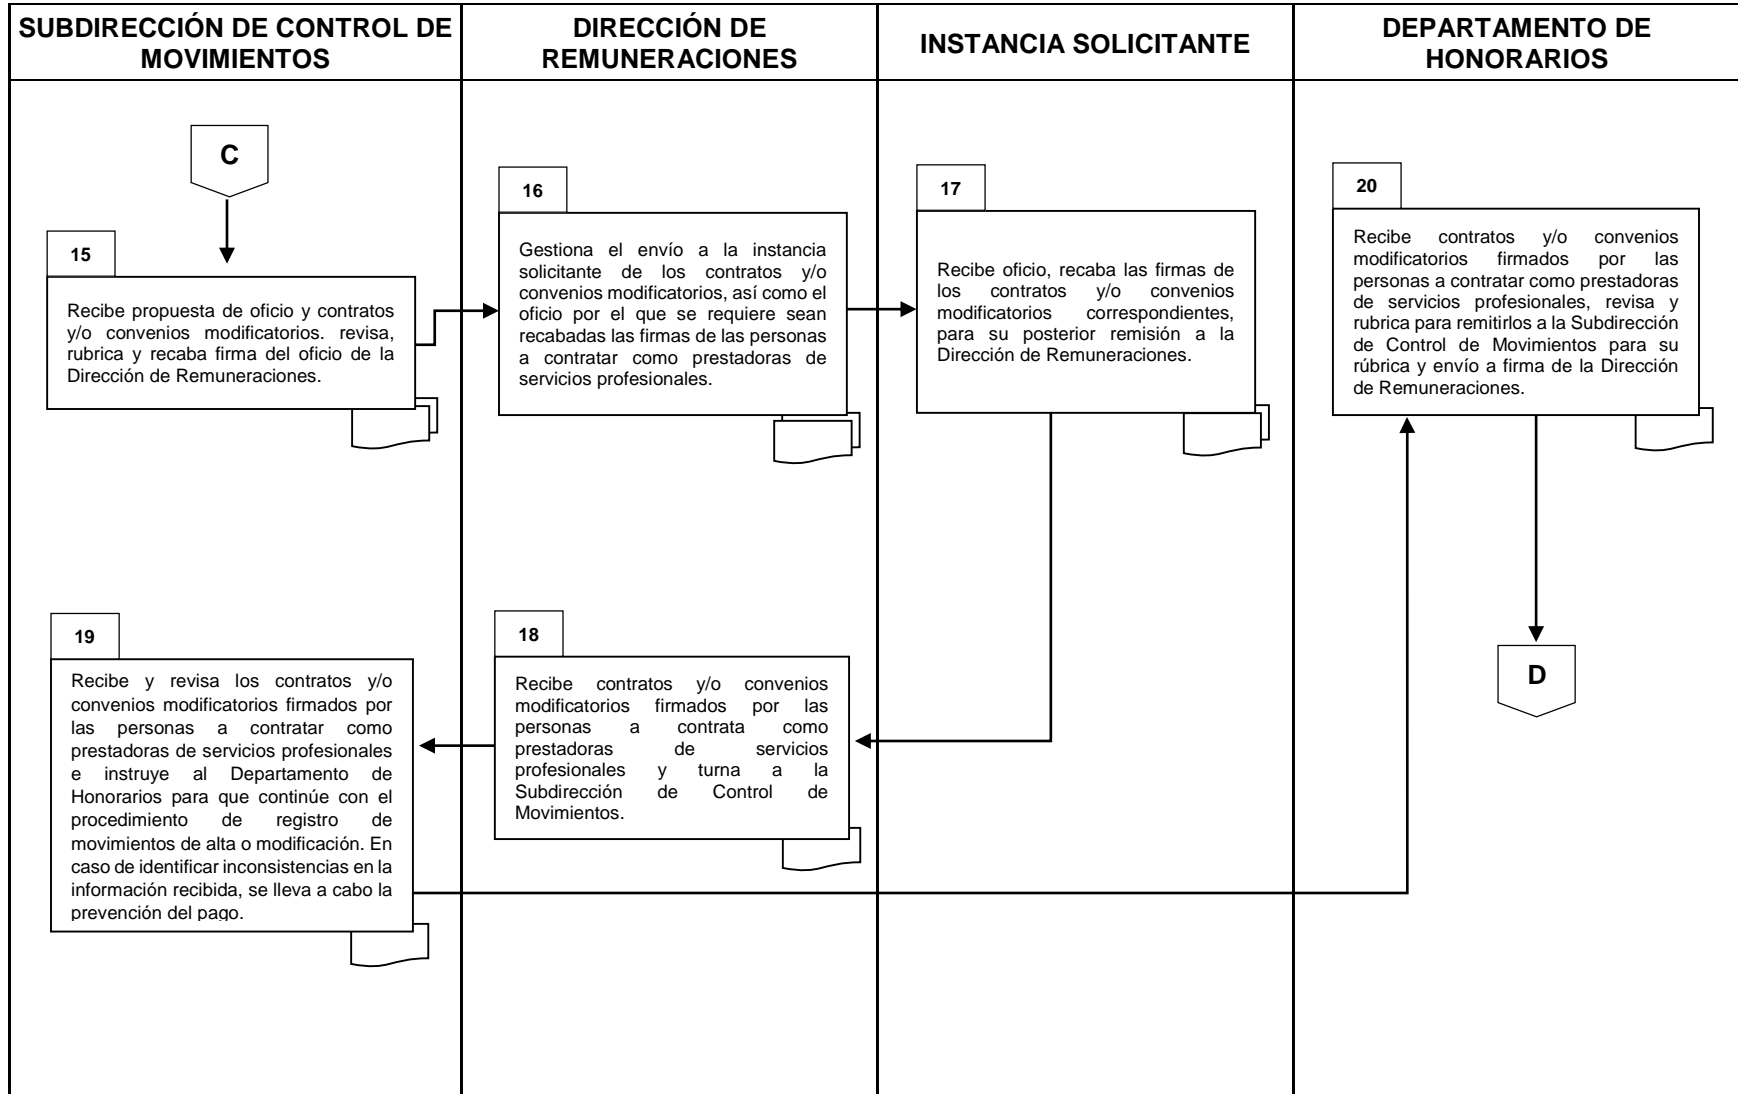 SUBDIRECCIÓN DE CONTROL DE
MOVIMIENTOS
DIRECCIÓN DE
REMUNERACIONES
INSTANCIA SOLICITANTE
DEPARTAMENTO DE
HONORARIOS
C
15
Recibe propuesta de oficio y contratos
y/o convenios modificatorios. revisa,
rubrica y recaba firma del oficio de la
Dirección de Remuneraciones.
16
Gestiona el envío a la instancia
solicitante de los contratos y/o
convenios modificatorios, así como el
oficio por el que se requiere sean
recabadas las firmas de las personas
a contratar como prestadoras de
servicios profesionales.
17
Recibe oficio, recaba las firmas de
los contratos y/o convenios
modificatorios correspondientes,
para su posterior remisión a la
Dirección de Remuneraciones.
20
Recibe contratos y/o convenios
modificatorios firmados por las
personas a contratar como prestadoras
de servicios profesionales, revisa y
rubrica para remitirlos a la Subdirección
de Control de Movimientos para su
rúbrica y envío a firma de la Dirección
de Remuneraciones.
19
Recibe y revisa los contratos y/o
convenios modificatorios firmados por
las personas a contratar como
prestadoras de servicios profesionales
e instruye al Departamento de
Honorarios para que continúe con el
procedimiento de registro de
movimientos de alta o modificación. En
caso de identificar inconsistencias en la
información recibida, se lleva a cabo la
prevención del pago.
18
Recibe contratos y/o convenios
modificatorios firmados por las
personas a contrata como
prestadoras de servicios
profesionales y turna a la
Subdirección de Control de
Movimientos.
D